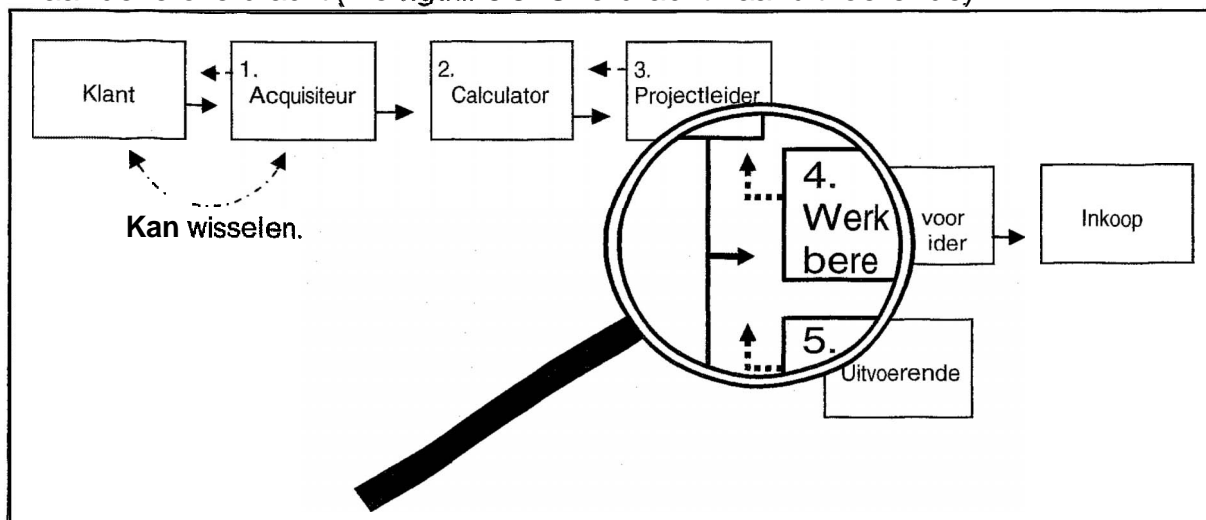 1.
2.
3.
Klant
Acquisiteur
Calculator
Projectleider
4.
Werk
bere
voor
ider
Inkoop
Kan wisselen.
5.
Uitvoerende